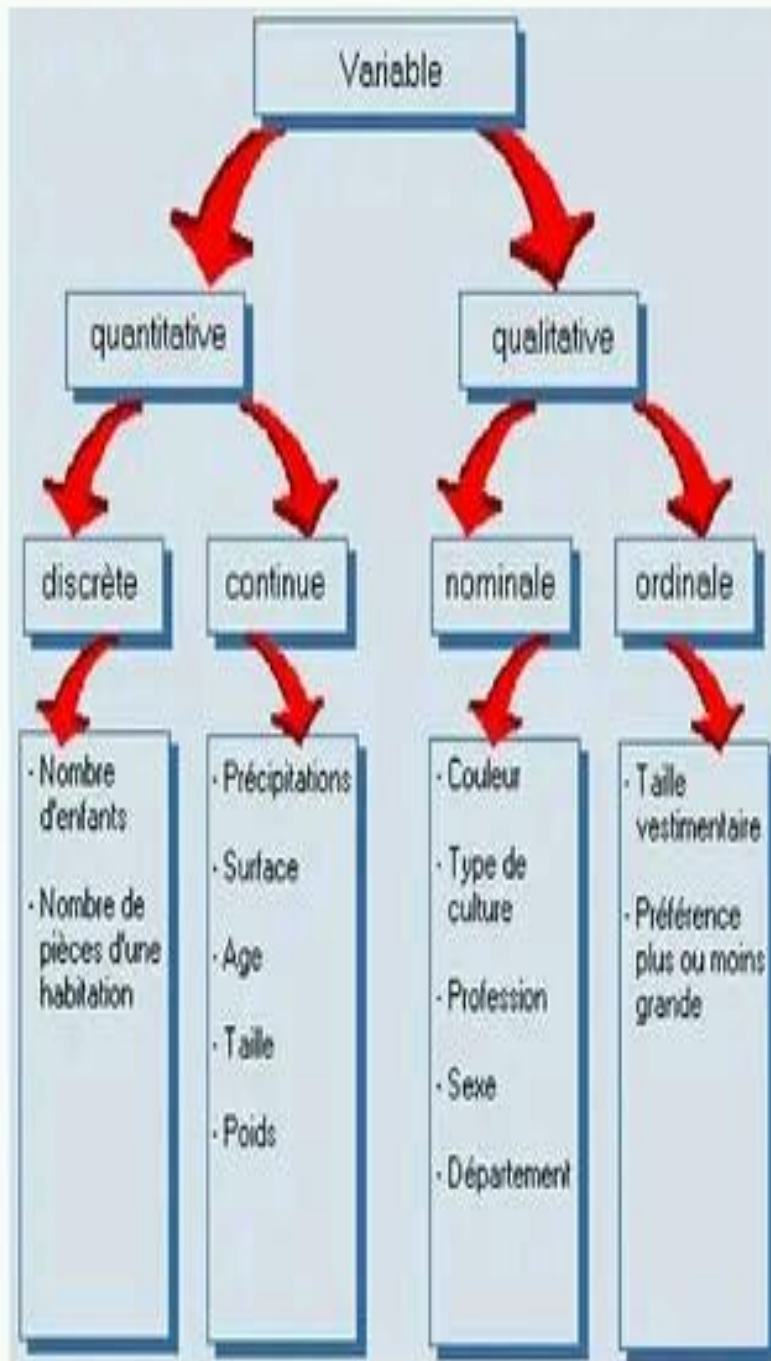 Variable
quantitative
qualitative
discrète
continue
nominale
ordinale
· Nombre
d'enfants
· Nombre de
pièces d'une
habitation
· Précipitations
· Surface
· Age
· Taille
· Poids
· Couleur
· Type de
culture
· Profession
· Sexe
· Département
· Taille
vestimentaire
· Préférence
plus ou moins
grande